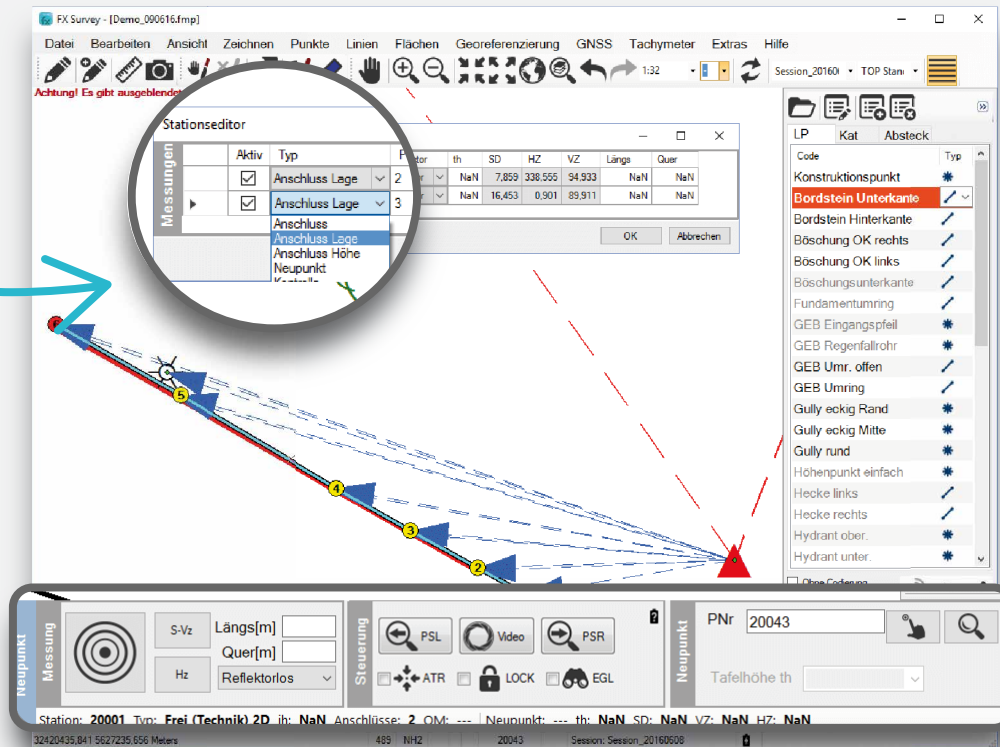 FX Survey - [Demo_090616.fmp]
Datei Bearbeiten Ansicht Zeichnen Punkte Linien Flächen Georeferenzierung GNSS Tachymeter Extras Hilfe
1:32 Session_2016 TOP Stan
Achtung! Es gibt ausgeblendet
Stationseditor
Messungen
Aktiv Typ
th SD HZ VZ Längs Quer
Anschluss Lage 2 NaN 7,859 338,555 94,933 NaN NaN
Anschluss Lage 3 NaN 16,453 0,901 89,911 NaN NaN
Anschluss
Anschluss Lage
Anschluss Höhe
Neupunkt
Kontrolle
OK Abbrechen
LP Kat Absteck
Code Typ
Konstruktionspunkt
Bordstein Unterkante
Bordstein Hinterkante
Böschung OK rechts
Böschung OK links
Böschungsunterkante
Fundamentumring
GEB Eingangspfeil
GEB Regenfallrohr
GEB Umr. offen
GEB Umring
Gully eckig Rand
Gully eckig Mitte
Gully rund
Höhenpunkt einfach
Hecke links
Hecke rechts
Hydrant ober.
Hydrant unter.
Ohne Codierung
5
4
3
2
Neupunkt
Messung
S-Vz
Hz
Längs[m]
Quer[m]
Reflektorlos
Steuerung
PSL Video PSR
ATR LOCK EGL
Neupunkt
PNr 20043
Tafelhöhe th
Station: 20001 Typ: Frei (Technik) 2D ih: NaN Anschlüsse: 2 OM: --- Neupunkt: --- th: NaN SD: NaN VZ: NaN HZ: NaN
32420435,841 5627235,656 Meters 489 NH2 20043 Session: Session_20160608